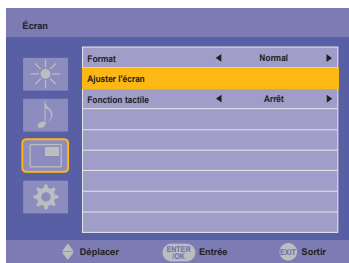 Écran
Format Normal
Ajuster l'écran
Fonction tactile Arrêt
Déplacer ENTER /OK Entrée EXIT Sortir